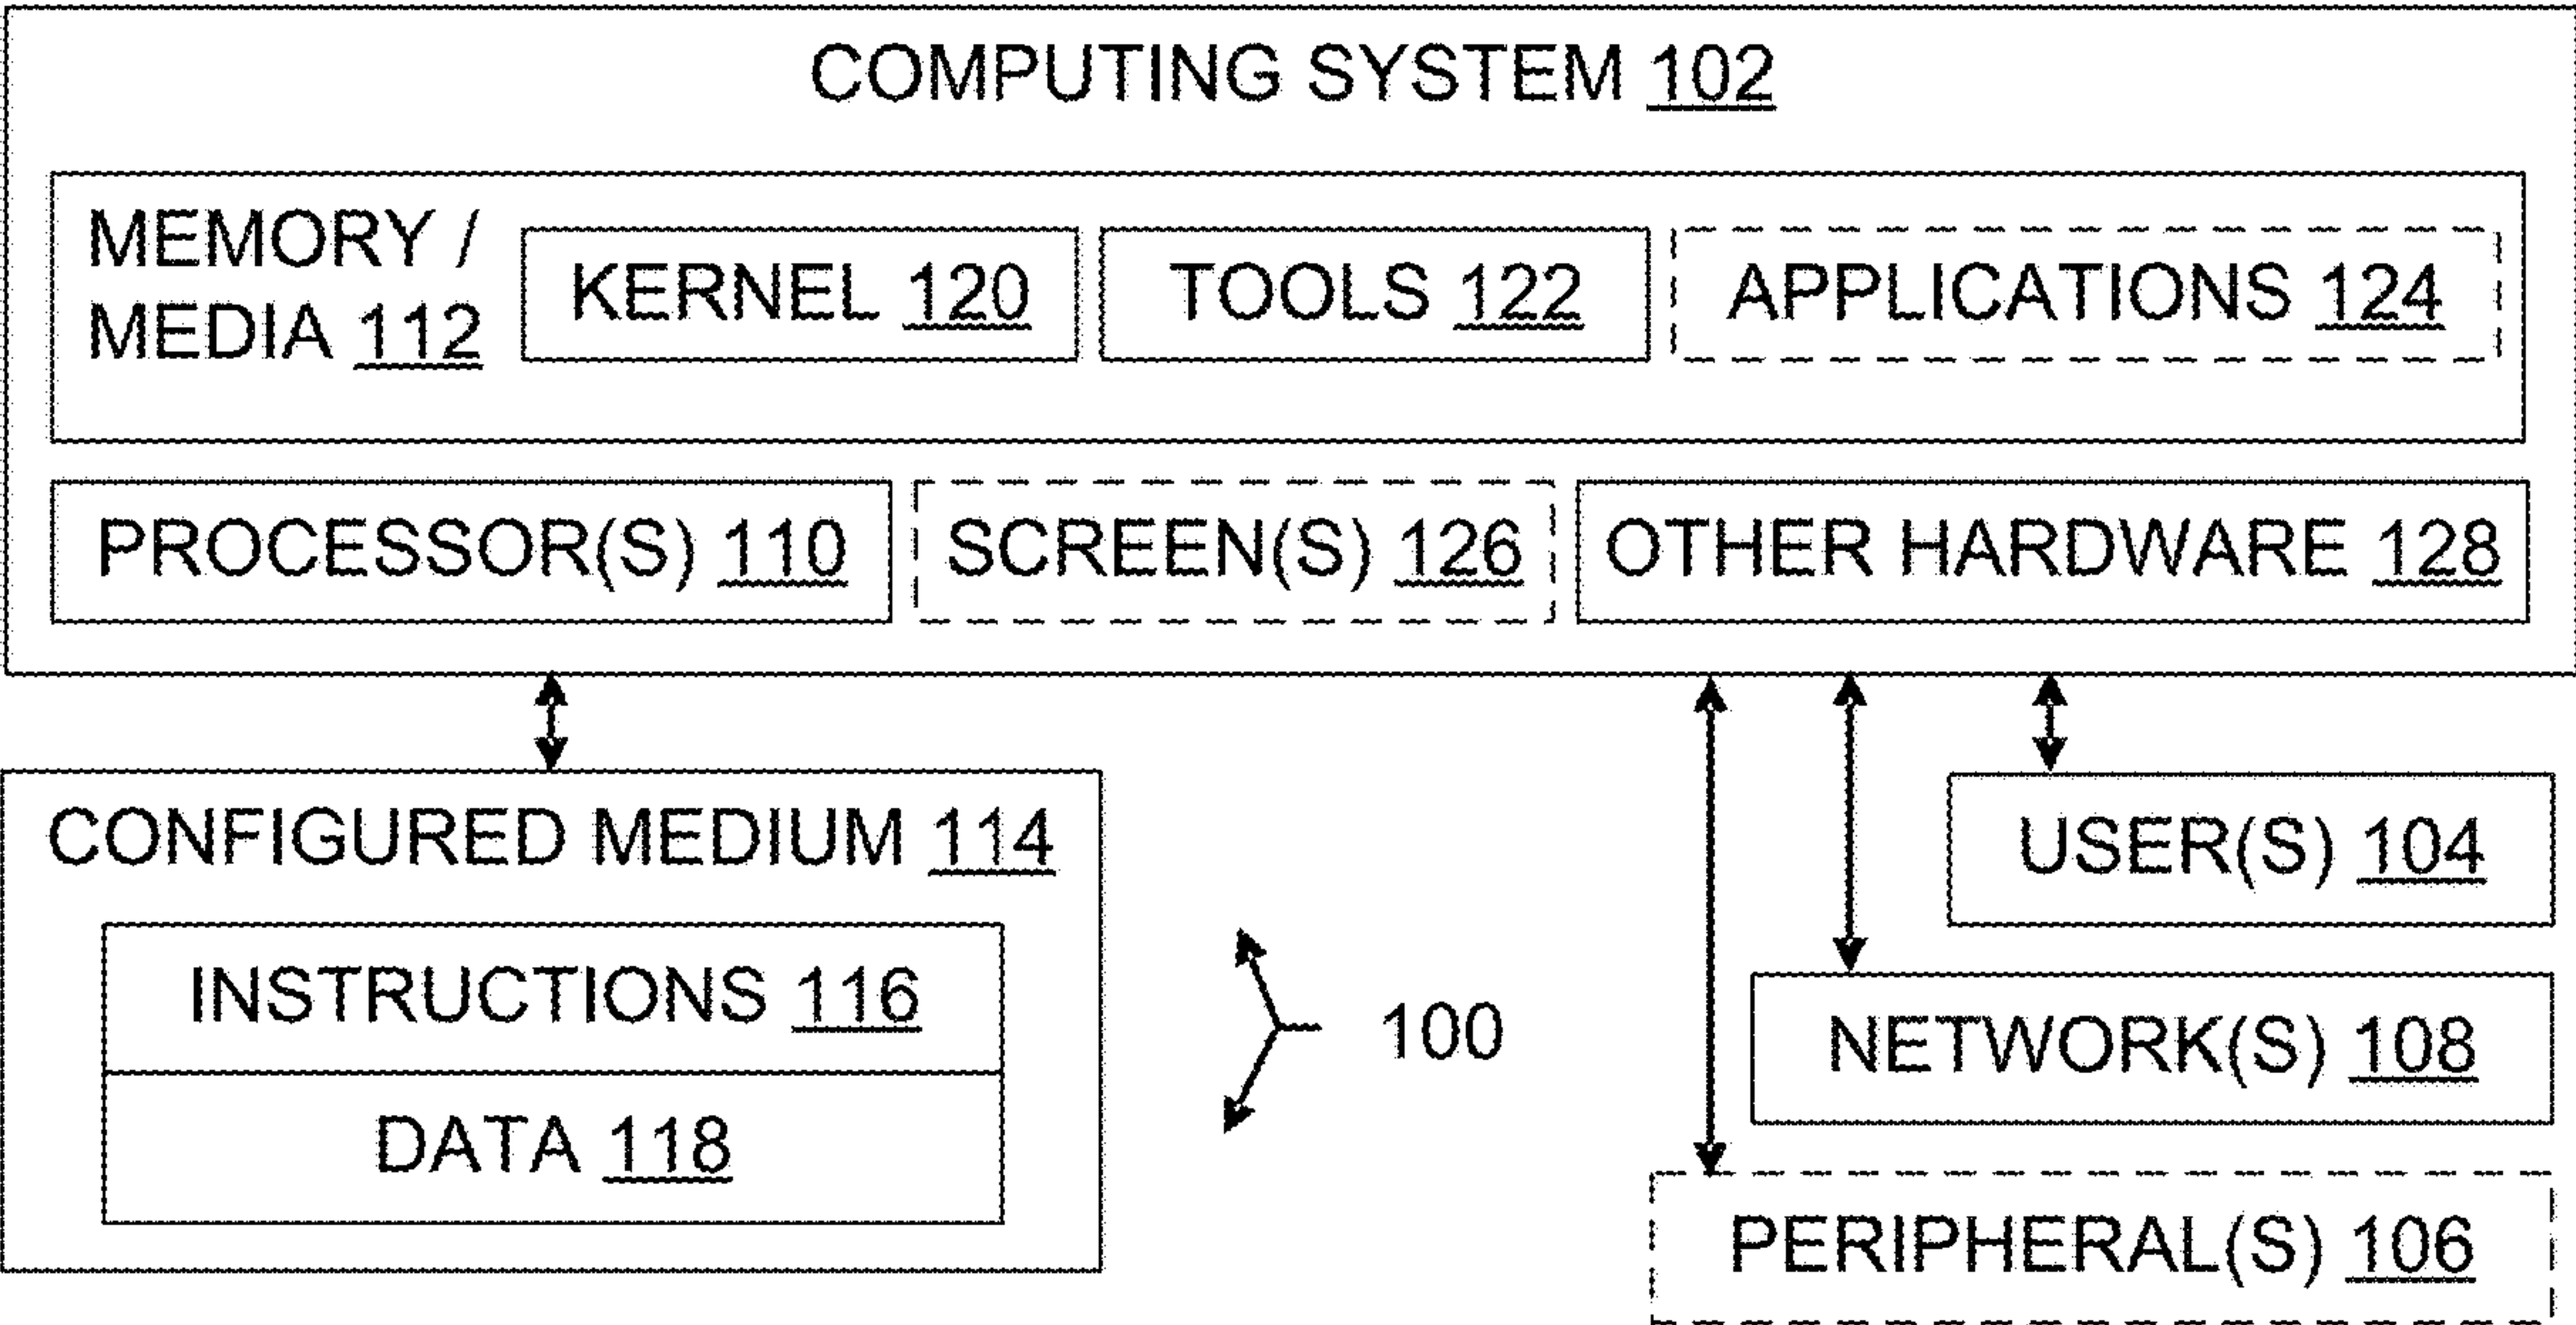 COMPUTING SYSTEM 102
MEMORY /
MEDIA 112
KERNEL 120
TOOLS 122
APPLICATIONS 124
PROCESSOR(S) 110
SCREEN(S) 126
OTHER HARDWARE 128
CONFIGURED MEDIUM 114
INSTRUCTIONS 116
DATA 118
100
USER(S) 104
NETWORK(S) 108
PERIPHERAL(S) 106